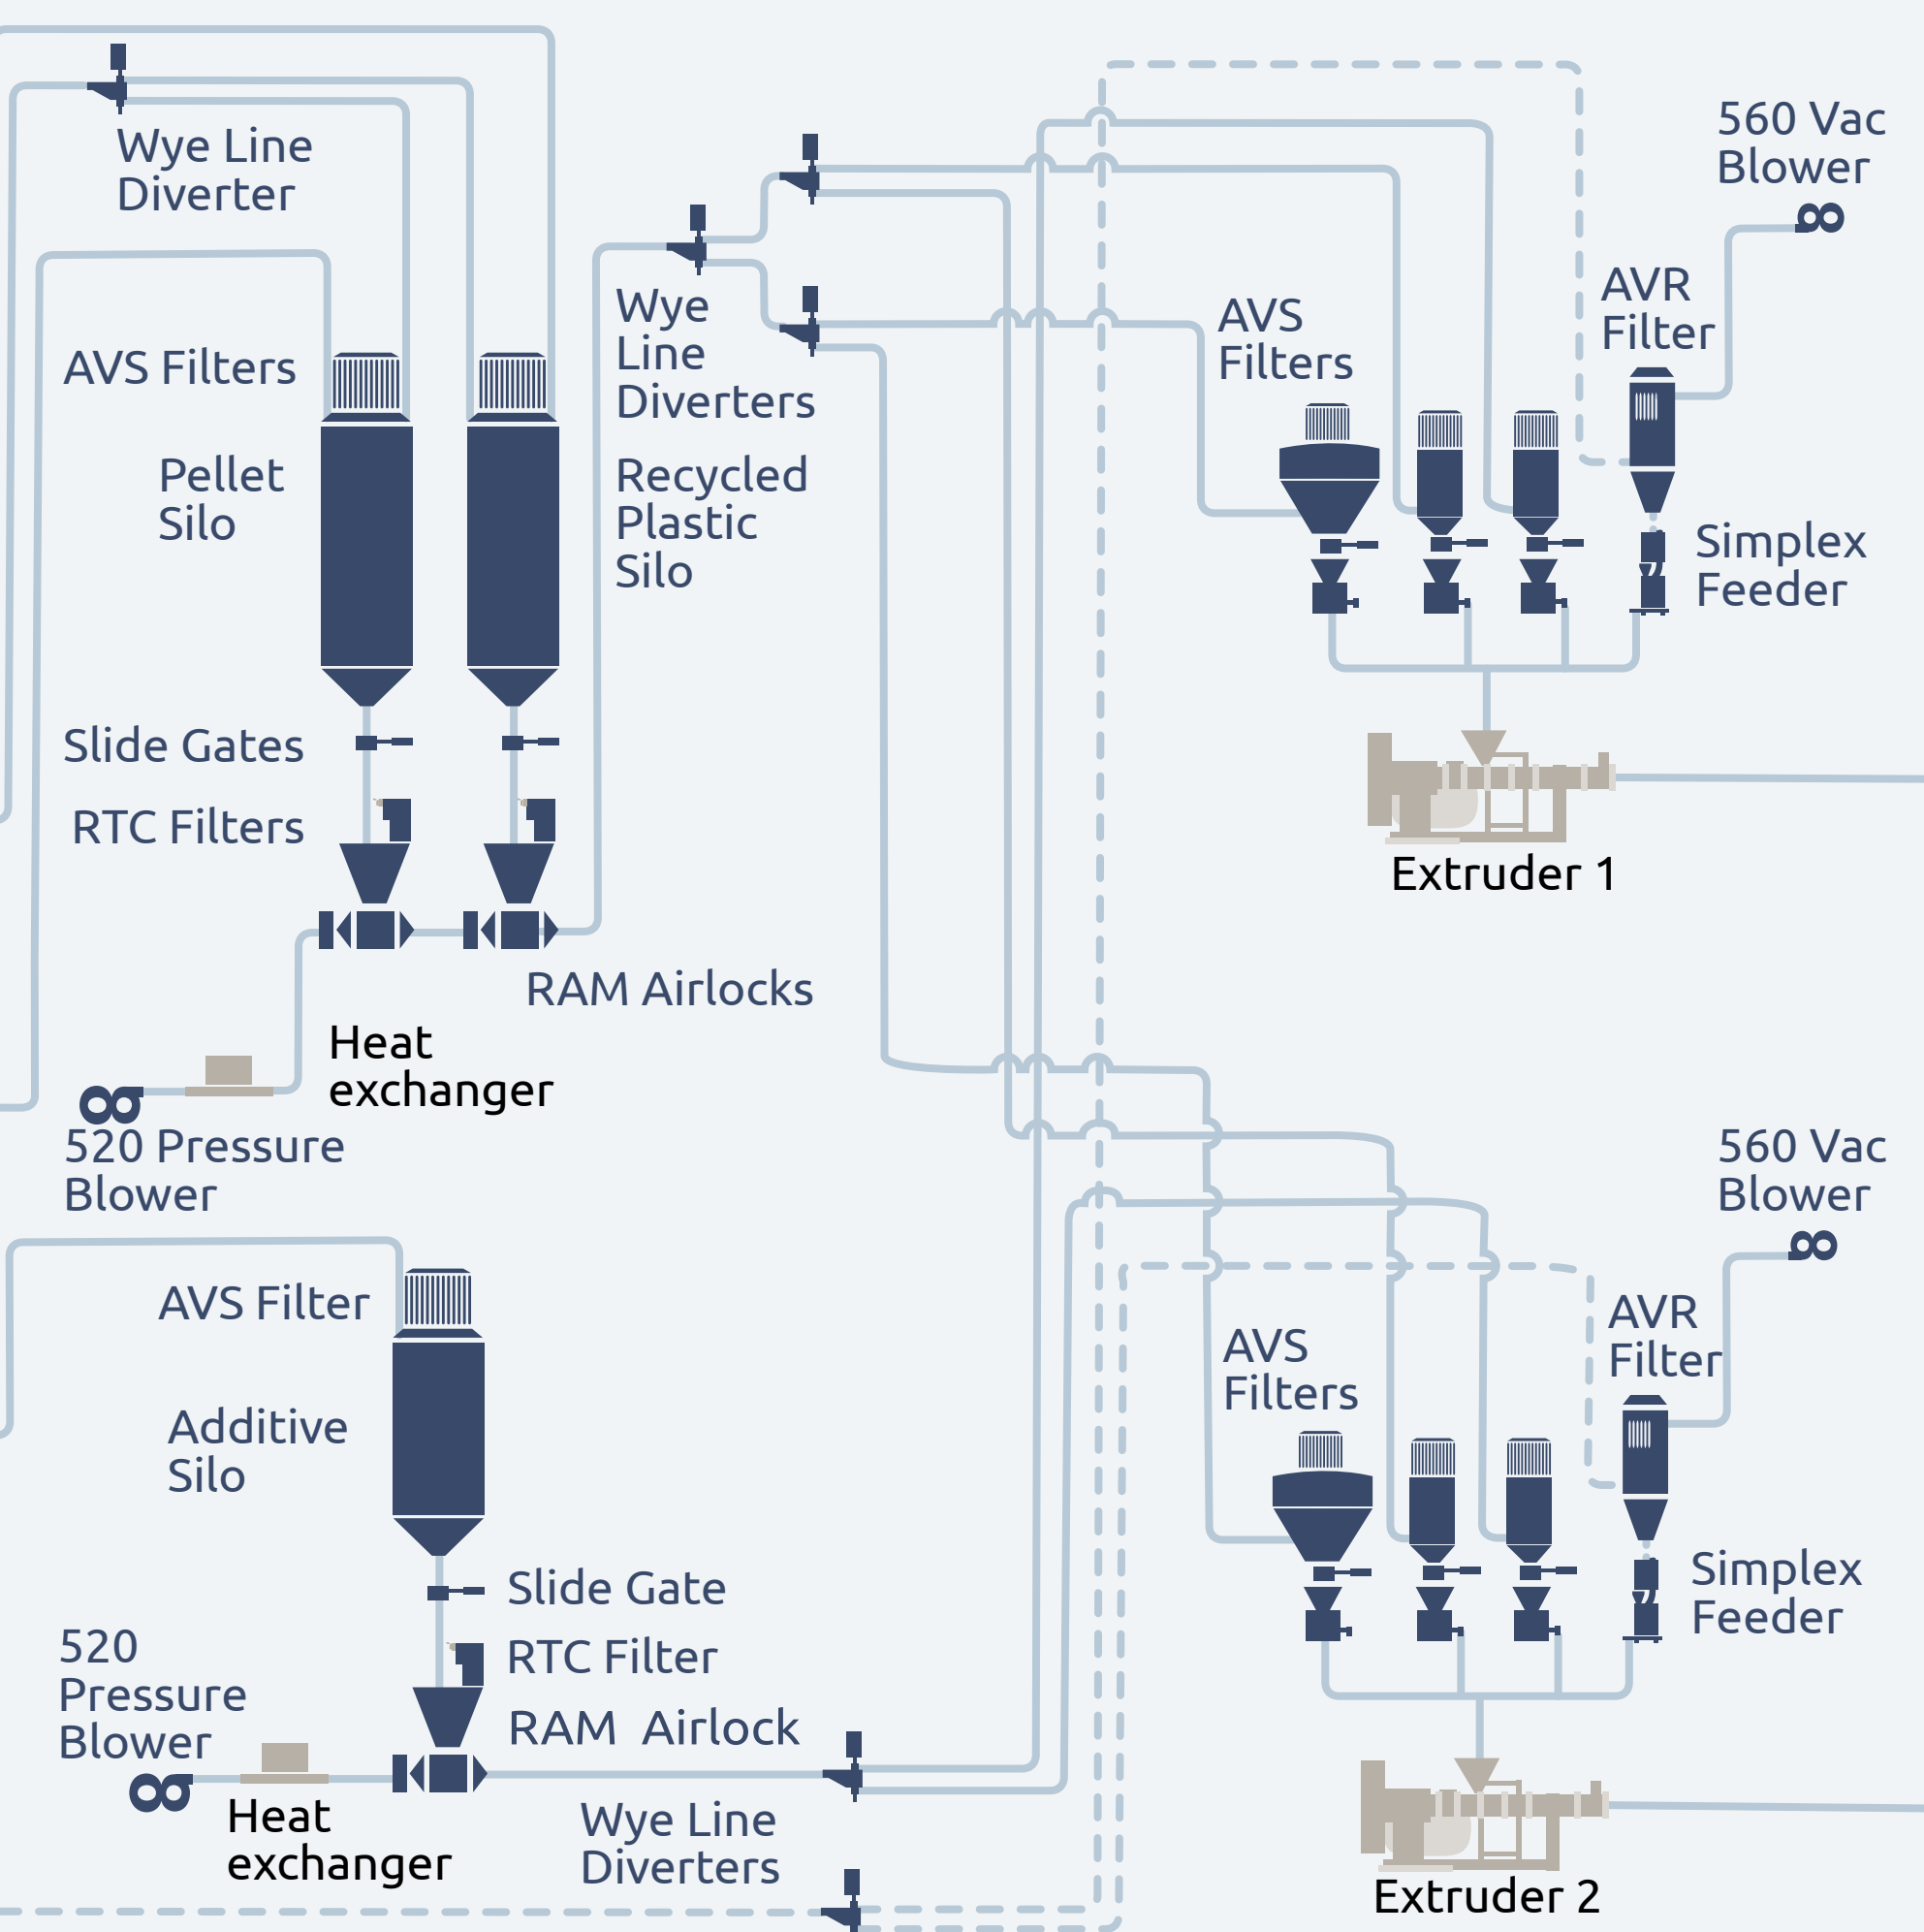 Wye Line
Diverter
560 Vac
Blower
AVR
Filter
Wye
Line
Diverters
AVS
Filters
AVS Filters
Pellet
Silo
Recycled
Plastic
Silo
Simplex
Feeder
Slide Gates
RTC Filters
Extruder 1
RAM Airlocks
Heat
exchanger
520 Pressure
Blower
560 Vac
Blower
AVS Filter
AVR
Filter
AVS
Filters
Additive
Silo
Slide Gate
Simplex
Feeder
520
Pressure
Blower
RTC Filter
RAM Airlock
Heat
exchanger
Wye Line
Diverters
Extruder 2